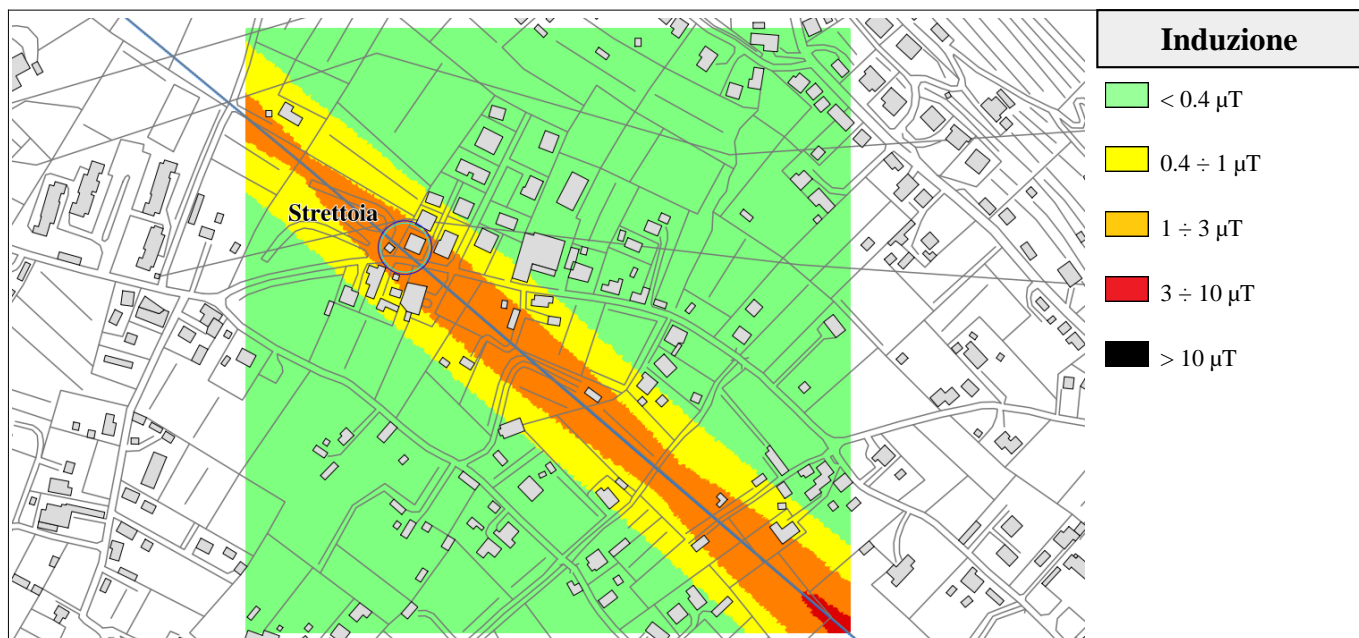 Induzione
< 0.4 µT
0.4 ÷ 1 µT
Strettoia
1 ÷ 3 µT
3 ÷ 10 µT
> 10 µT